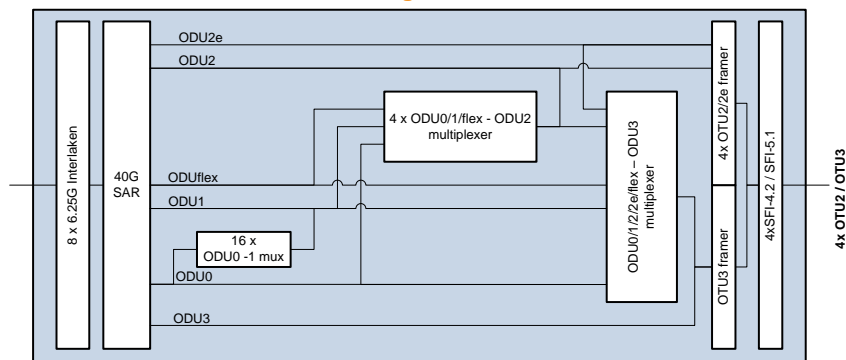 8 x 6.25G Interlaken
40G
SAR
ODU2e
ODU2
ODUflex
ODU1
ODU0
ODU3
16 x
ODU0 -1 mux
4 x ODU0/1/flex - ODU2
multiplexer
ODU0/1/2/2e/flex – ODU3
multiplexer
4x OTU2/2e framer
OTU3 framer
4xSFI-4.2 / SFI-5.1
4x OTU2 / OTU3